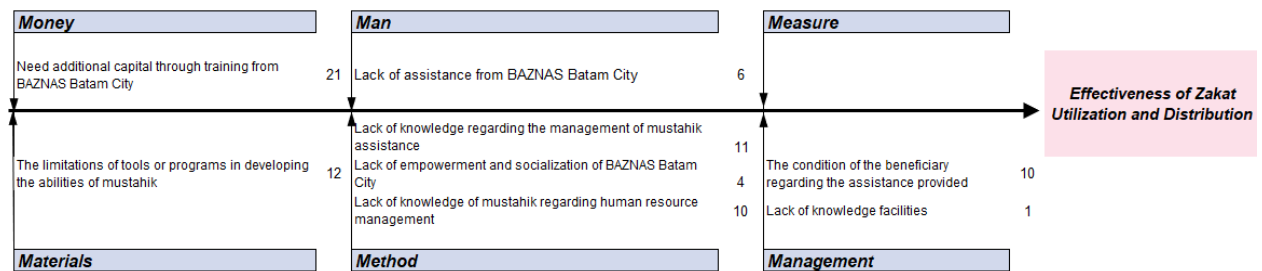 Money
Man
Measure
Need additional capital through training from
BAZNAS Batam City
21
Lack of assistance from BAZNAS Batam City
6
Effectiveness of Zakat
Utilization and Distribution
The limitations of tools or programs in developing
the abilities of mustahik
12
Lack of knowledge regarding the management of mustahik
assistance
11
Lack of empowerment and socialization of BAZNAS Batam
City
4
Lack of knowledge of mustahik regarding human resource
management
10
The condition of the beneficiary
regarding the assistance provided
10
Lack of knowledge facilities
1
Materials
Method
Management